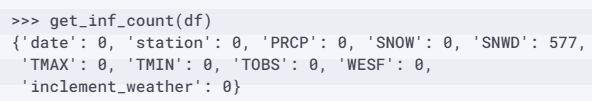 >>> get_inf_count(df)
{'date': 0, 'station': 0, 'PRCP': 0, 'SNOW': 0, 'SNWD': 577,
'TMAX': 0, 'TMIN': 0, 'TOBS': 0, 'WESF': 0,
'inclement_weather': 0}